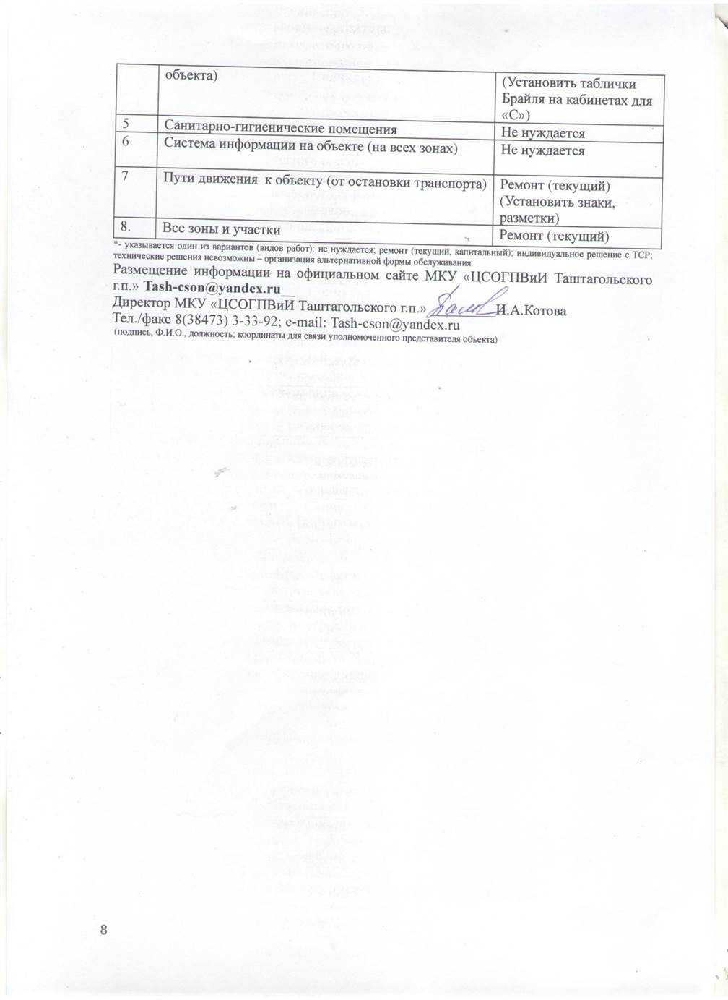 объекта)
(Установить таблички
Брайля на кабинетах для
«С»)
5 Санитарно-гигиенические помещения Не нуждается
6 Система информации на объекте (на всех зонах) Не нуждается
7 Пути движения к объекту (от остановки транспорта) Ремонт (текущий)
(Установить знаки,
разметки)
8. Все зоны и участки Ремонт (текущий)
*- указывается один из вариантов (видов работ): не нуждается; ремонт (текущий, капитальный); индивидуальное решение с ТСР;
технические решения невозможны – организация альтернативной формы обслуживания
Размещение информации на официальном сайте МКУ «ЦСОГПВиИ Таштагольского
г.п.» Tash-cson@yandex.ru__
Директор МКУ «ЦСОГПВиИ Таштагольского г.п.» __________И.А.Котова
Тел./факс 8(38473) 3-33-92; e-mail: Tash-cson@yandex.ru
(подпись, Ф.И.О., должность; координаты для связи уполномоченного представителя объекта)
8